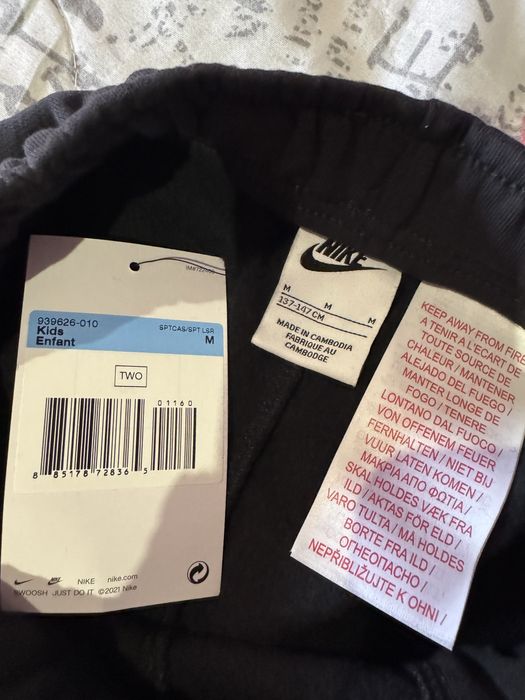 939626-010
SPTCAS/SPT LSR
Kids
Enfant
M
TWO
01160
8 85178 72836 5
NIKE
nike.com
SWOOSH JUST DO IT ©2021 Nike
NIKE
M M M
137-147 CM
MADE IN CAMBODIA
FABRIQUE AU
CAMBODGE
KEEP AWAY FROM FIRE
A TENIR A L'ÉCART DE
TOUTE SOURCE DE
CHALEUR / MANTENER
ALEJADO DEL FUEGO /
MANTER LONGE DE
FOGO / TENERE
LONTANO DAL FUOCO /
VON OFFENEM FEUER
FERNHALTEN / NIET BIJ
VUUR LATEN KOMEN /
ΜΑΚΡΙΑ ΑΠΟ ΦΩΤΙΑ /
SKAL HOLDES VÆK FRA
ILD / AKTAS FÖR ELD /
VARO TULTA / MÅ HOLDES
BORTE FRA ILD /
ОГНЕОПАСНО /
NEPŘIBLIŽUJTE K OHNI /